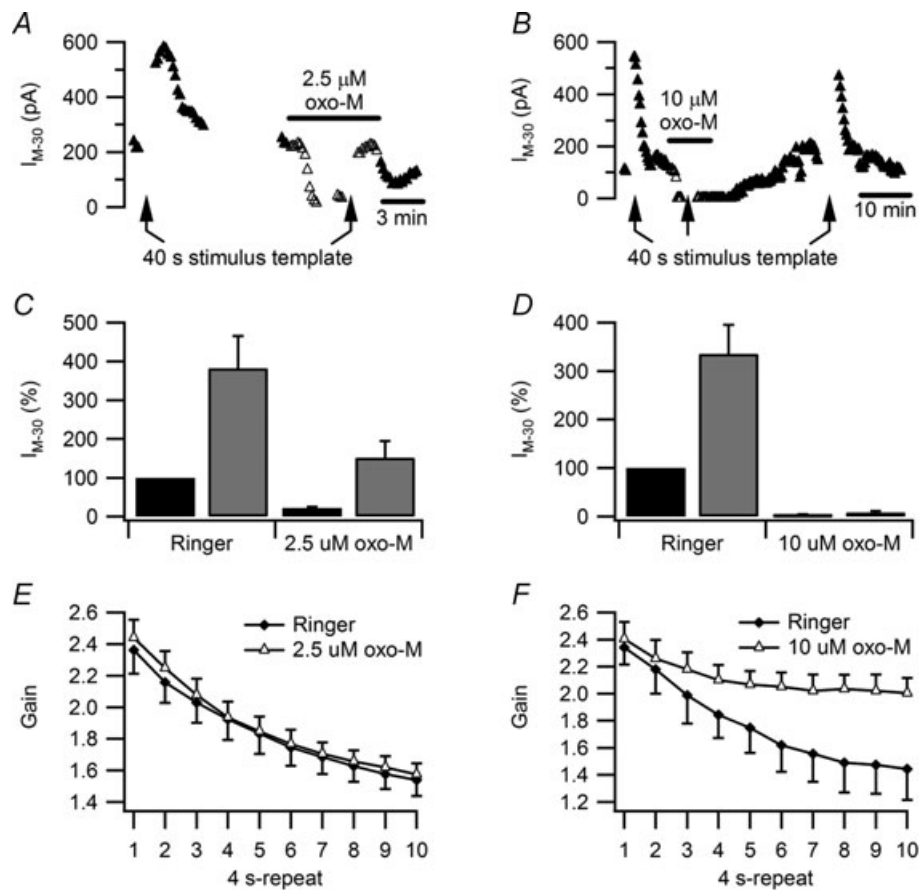 A
B
I_M-30 (pA)
600
400
200
0
2.5 μM
oxo-M
3 min
40 s stimulus template
I_M-30 (pA)
600
400
200
0
10 μM
oxo-M
10 min
40 s stimulus template
C
D
I_M-30 (%)
500
400
300
200
100
0
Ringer
2.5 uM oxo-M
I_M-30 (%)
400
300
200
100
0
Ringer
10 uM oxo-M
E
F
Gain
2.6
2.4
2.2
2.0
1.8
1.6
1.4
Ringer
2.5 uM oxo-M
1 2 3 4 5 6 7 8 9 10
4 s-repeat
Gain
2.6
2.4
2.2
2.0
1.8
1.6
1.4
1.2
Ringer
10 uM oxo-M
1 2 3 4 5 6 7 8 9 10
4 s-repeat